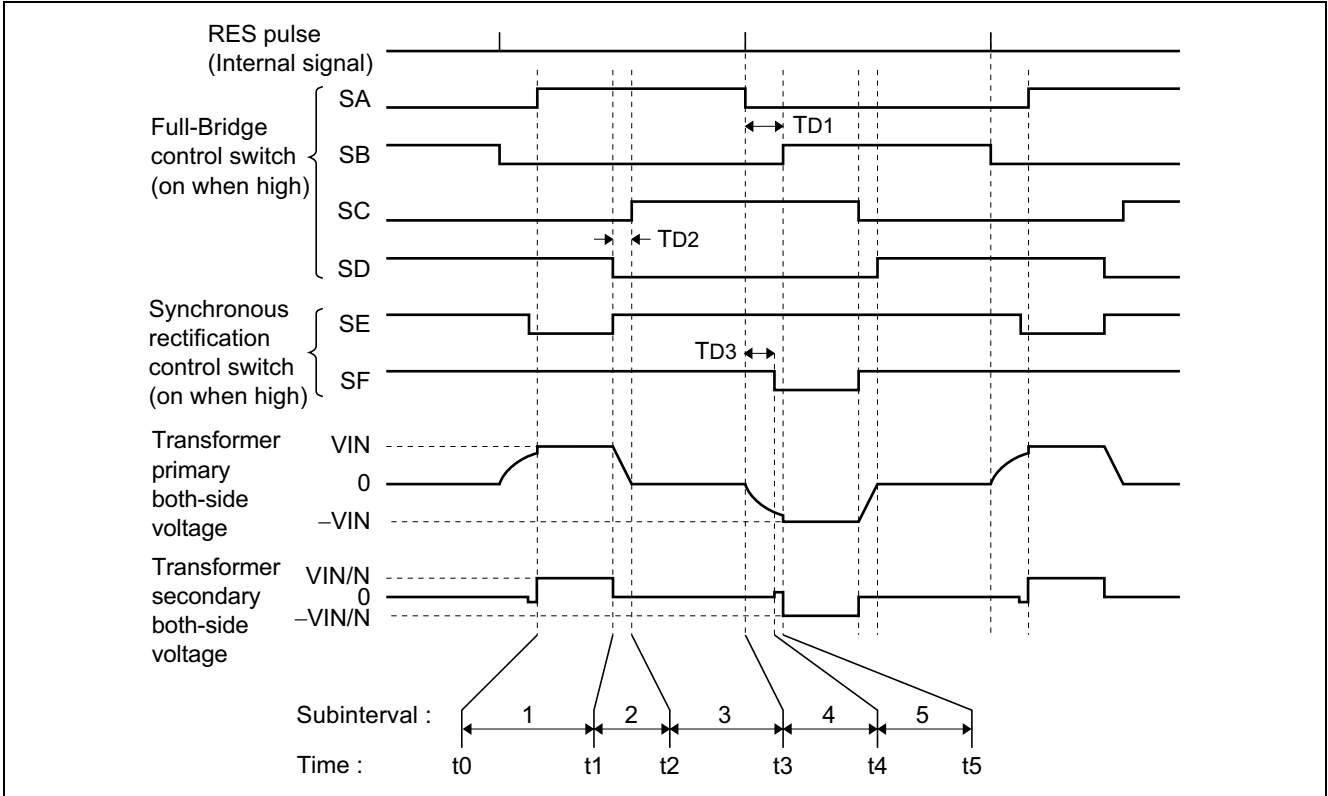 RES pulse
(Internal signal)
Full-Bridge
control switch
(on when high)
SA
SB
SC
SD
TD1
TD2
Synchronous
rectification
control switch
(on when high)
SE
SF
TD3
Transformer
primary
both-side
voltage
VIN
0
−VIN
Transformer
secondary
both-side
voltage
VIN/N
0
−VIN/N
Subinterval : 1 2 3 4 5
Time : t0 t1 t2 t3 t4 t5